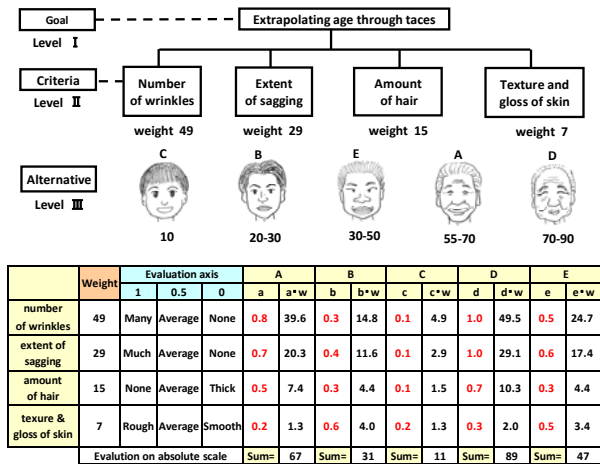 Goal
Extrapolating age through taces
Level Ⅰ
Criteria
Level Ⅱ
Number
of wrinkles
Extent
of sagging
Amount
of hair
Texture and
gloss of skin
weight 49
weight 29
weight 15
weight 7
C
B
E
A
D
Alternative
Level Ⅲ
10
20-30
30-50
55-70
70-90
Weight Evaluation axis A B C D E
1 0.5 0 a a·w b b·w c c·w d d·w e e·w
number
of wrinkles
49 Many Average None 0.8 39.6 0.3 14.8 0.1 4.9 1.0 49.5 0.5 24.7
extent of
sagging
29 Much Average None 0.7 20.3 0.4 11.6 0.1 2.9 1.0 29.1 0.6 17.4
amount
of hair
15 None Average Thick 0.5 7.4 0.3 4.4 0.1 1.5 0.7 10.3 0.3 4.4
texure &
gloss of skin
7 Rough Average Smooth 0.2 1.3 0.6 4.0 0.2 1.3 0.3 2.0 0.5 3.4
Evalution on absolute scale Sum= 67 Sum= 31 Sum= 11 Sum= 89 Sum= 47